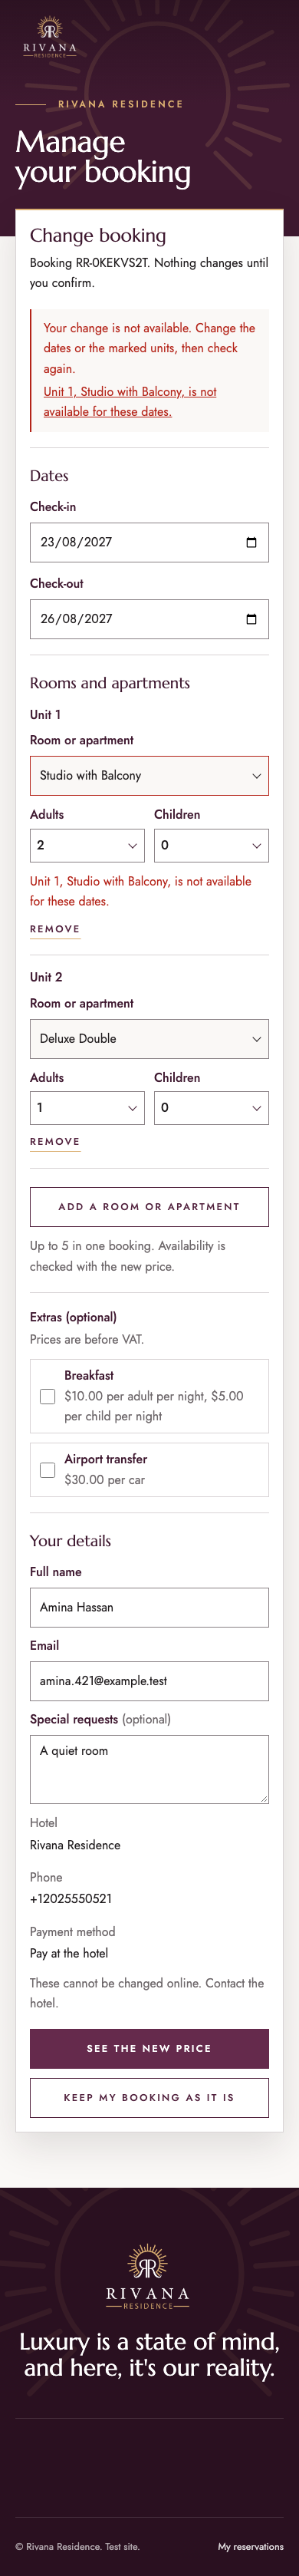 RIVANA
RESIDENCE
RIVANA RESIDENCE
Manage
your booking
Change booking
Booking RR-0KEKVS2T. Nothing changes until
you confirm.
Your change is not available. Change the
dates or the marked units, then check
again.
Unit 1, Studio with Balcony, is not
available for these dates.
Dates
Check-in
23/08/2027
Check-out
26/08/2027
Rooms and apartments
Unit 1
Room or apartment
Studio with Balcony
Adults Children
2 0
Unit 1, Studio with Balcony, is not available
for these dates.
REMOVE
Unit 2
Room or apartment
Deluxe Double
Adults Children
1 0
REMOVE
ADD A ROOM OR APARTMENT
Up to 5 in one booking. Availability is
checked with the new price.
Extras (optional)
Prices are before VAT.
Breakfast
$10.00 per adult per night, $5.00
per child per night
Airport transfer
$30.00 per car
Your details
Full name
Amina Hassan
Email
amina.421@example.test
Special requests (optional)
A quiet room
Hotel
Rivana Residence
Phone
+12025550521
Payment method
Pay at the hotel
These cannot be changed online. Contact the
hotel.
SEE THE NEW PRICE
KEEP MY BOOKING AS IT IS
RIVANA
RESIDENCE
Luxury is a state of mind,
and here, it's our reality.
© Rivana Residence. Test site. My reservations